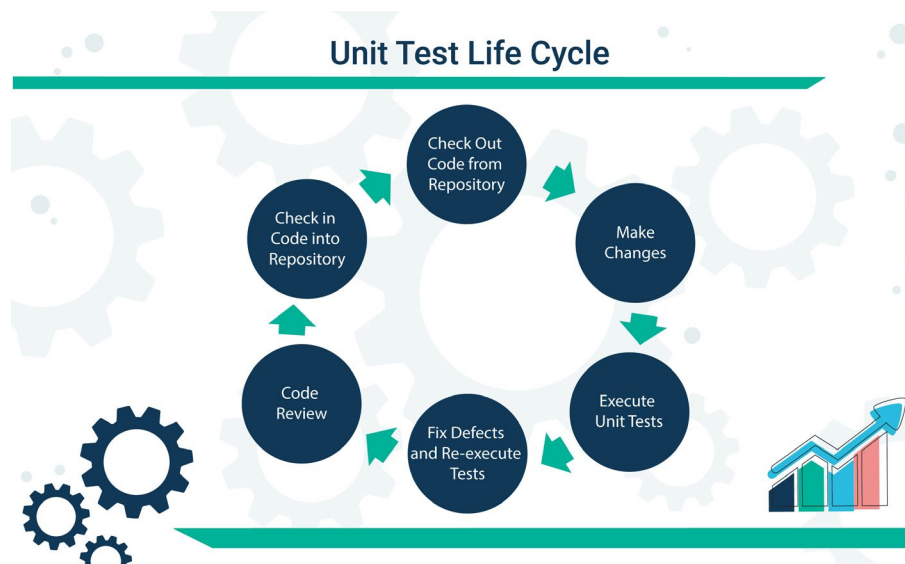 Unit Test Life Cycle
Check Out
Code from
Repository
Make
Changes
Execute
Unit Tests
Fix Defects
and Re-execute
Tests
Code
Review
Check in
Code into
Repository